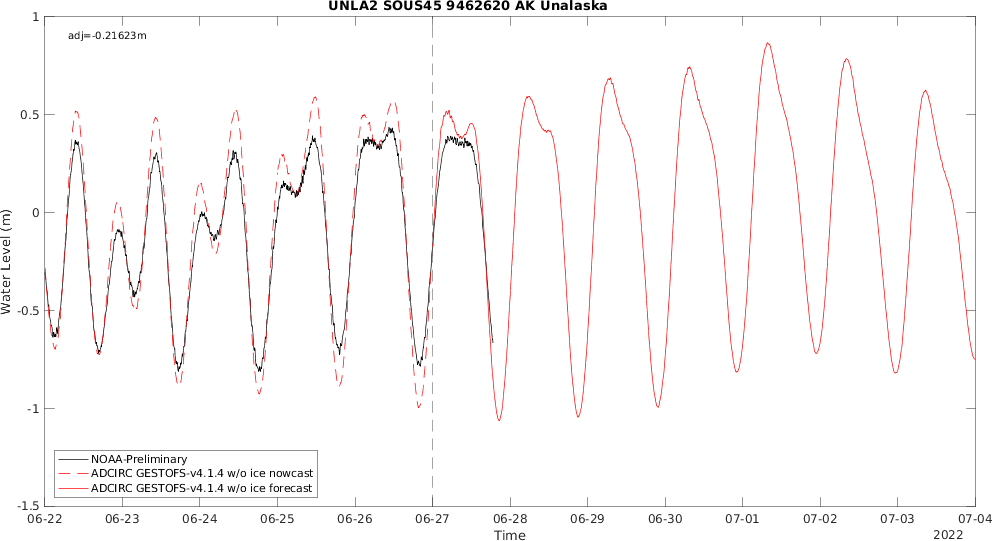 UNLA2 SOUS45 9462620 AK Unalaska
adj=-0.21623m
1
0.5
0
-0.5
-1
-1.5
Water Level (m)
NOAA-Preliminary
ADCIRC GESTOFS-v4.1.4 w/o ice nowcast
ADCIRC GESTOFS-v4.1.4 w/o ice forecast
06-22 06-23 06-24 06-25 06-26 06-27 06-28 06-29 06-30 07-01 07-02 07-03 07-04
Time
2022